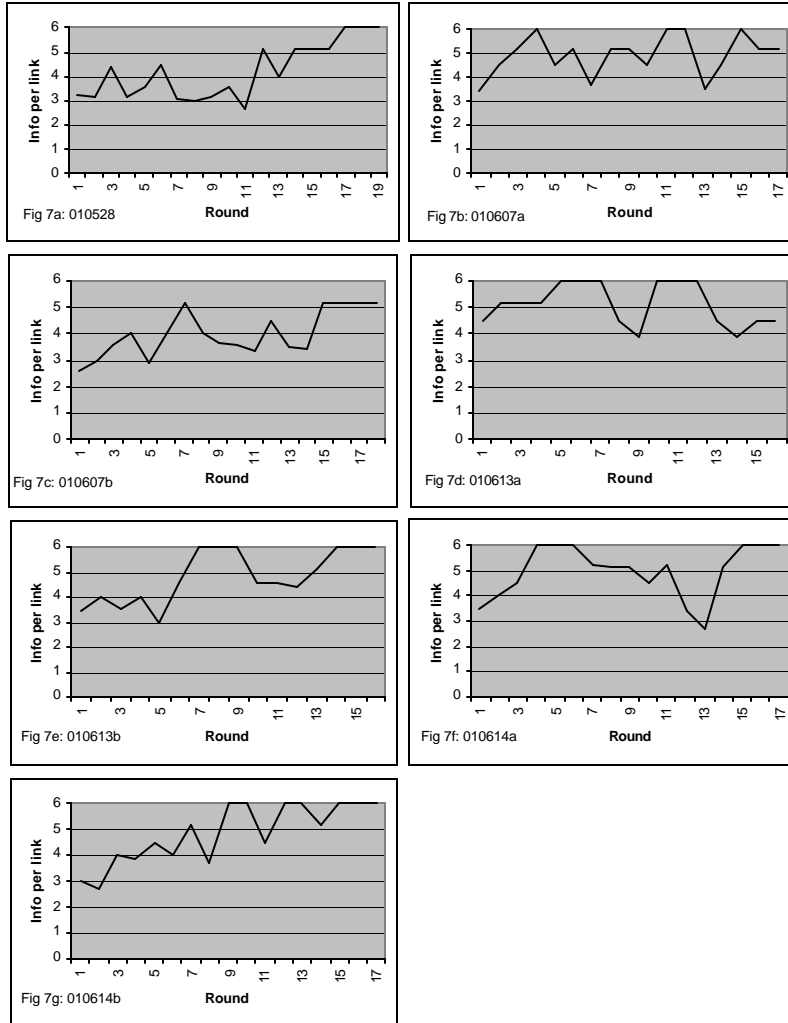 6
5
4
3
2
1
0
Info per link
1 3 5 7 9 11 13 15 17 19
Round
Fig 7a: 010528
6
5
4
3
2
1
0
Info per link
1 3 5 7 9 11 13 15 17
Round
Fig 7b: 010607a
6
5
4
3
2
1
0
Info per link
1 3 5 7 9 11 13 15 17
Round
Fig 7c: 010607b
6
5
4
3
2
1
0
Info per link
1 3 5 7 9 11 13 15
Round
Fig 7d: 010613a
6
5
4
3
2
1
0
Info per link
1 3 5 7 9 11 13 15
Round
Fig 7e: 010613b
6
5
4
3
2
1
0
Info per link
1 3 5 7 9 11 13 15 17
Round
Fig 7f: 010614a
6
5
4
3
2
1
0
Info per link
1 3 5 7 9 11 13 15 17
Round
Fig 7g: 010614b